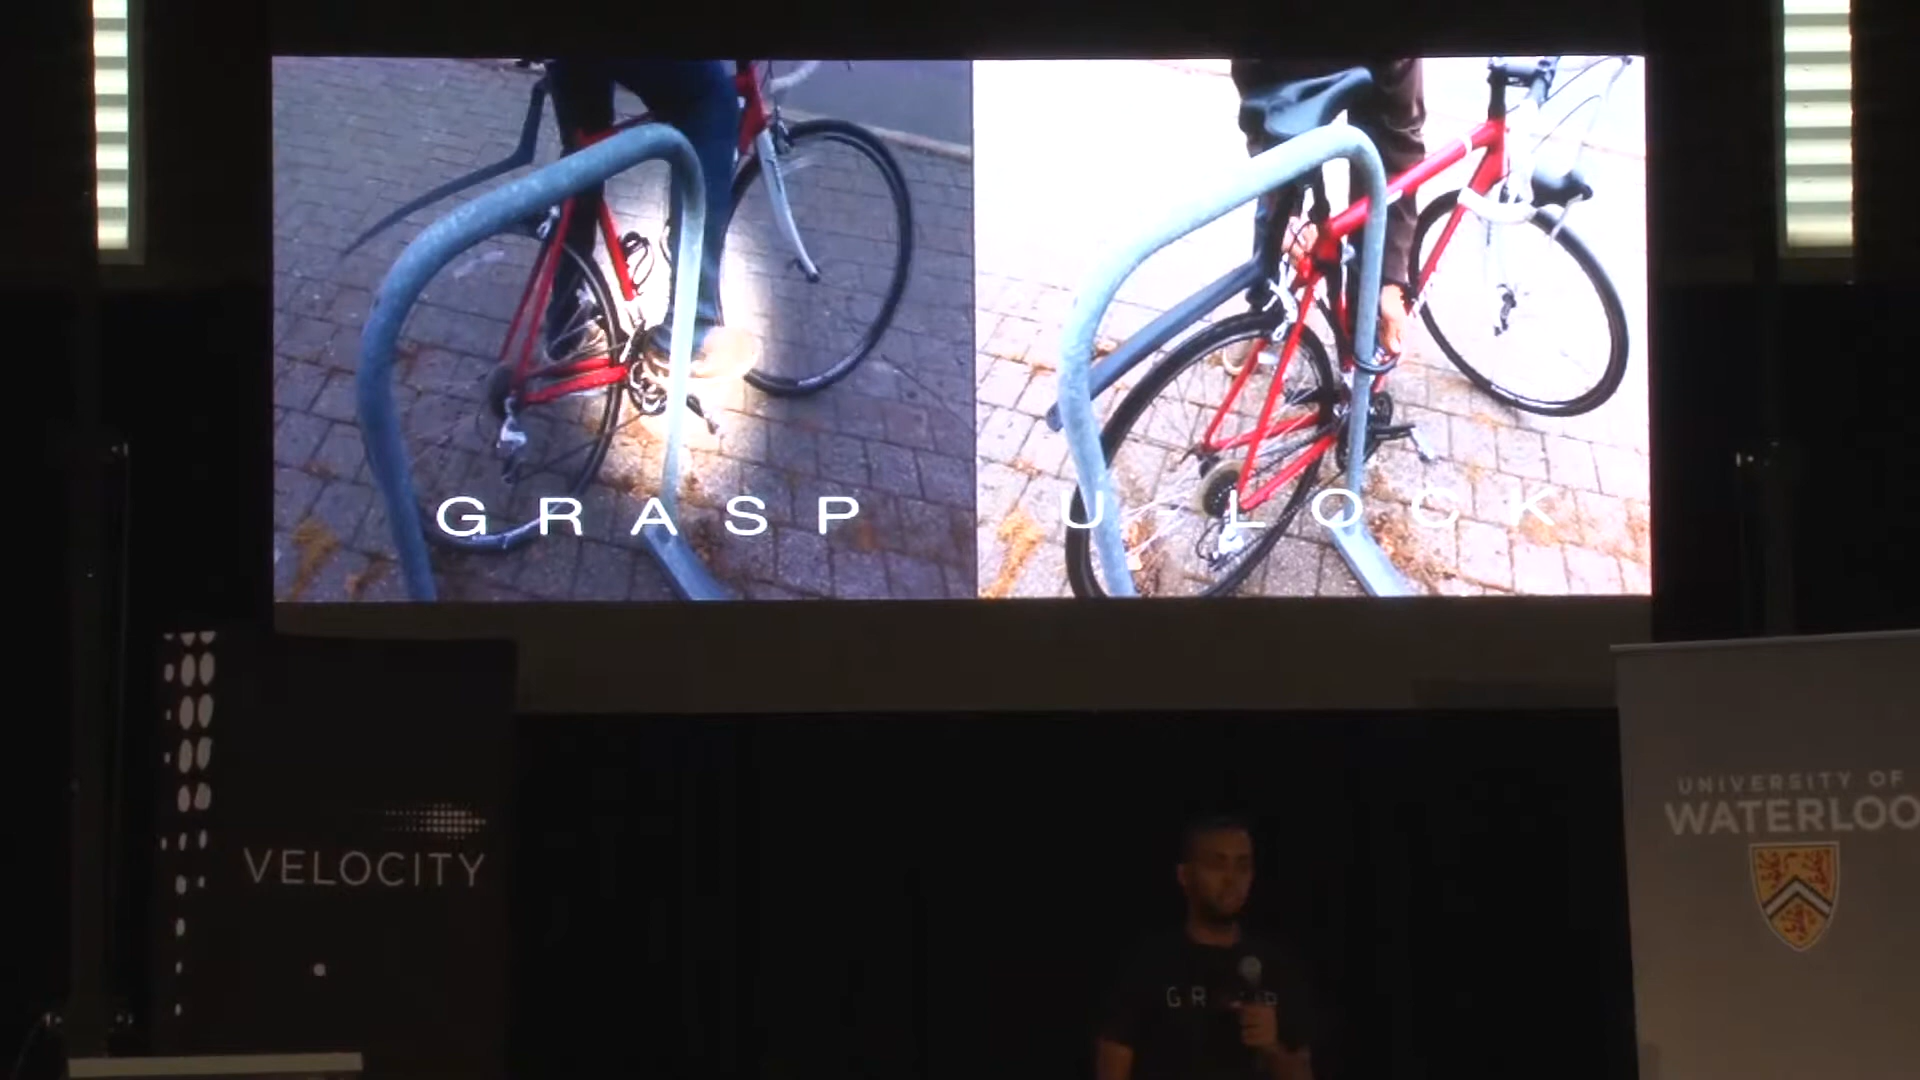 GRASP
U-LOCK
VELOCITY
UNIVERSITY OF
WATERLOO